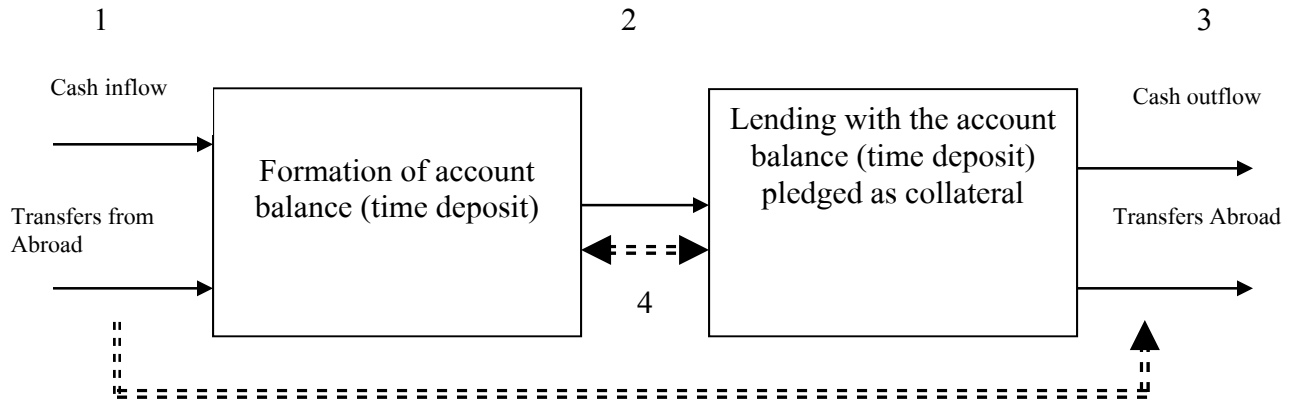 1
2
3
Cash inflow
Cash outflow
Lending with the account
balance (time deposit)
pledged as collateral
Formation of account
balance (time deposit)
Transfers from
Abroad
Transfers Abroad
4